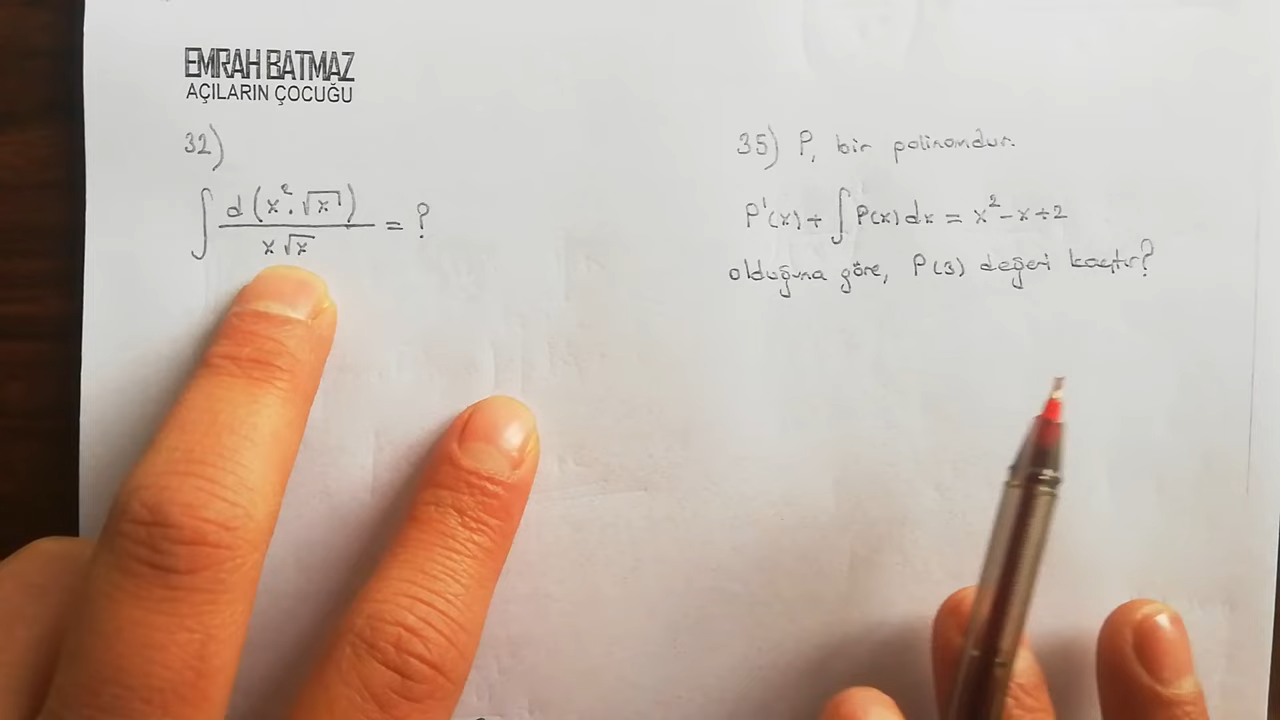 EMRAH BATMAZ
AÇILARIN ÇOCUĞU
32)
∫ d(x².√x) / x√x = ?
35) P, bir polinomdur.
P'(x) + ∫ P(x) dx = x² - x + 2
olduğuna göre, P(3) değeri kaçtır?